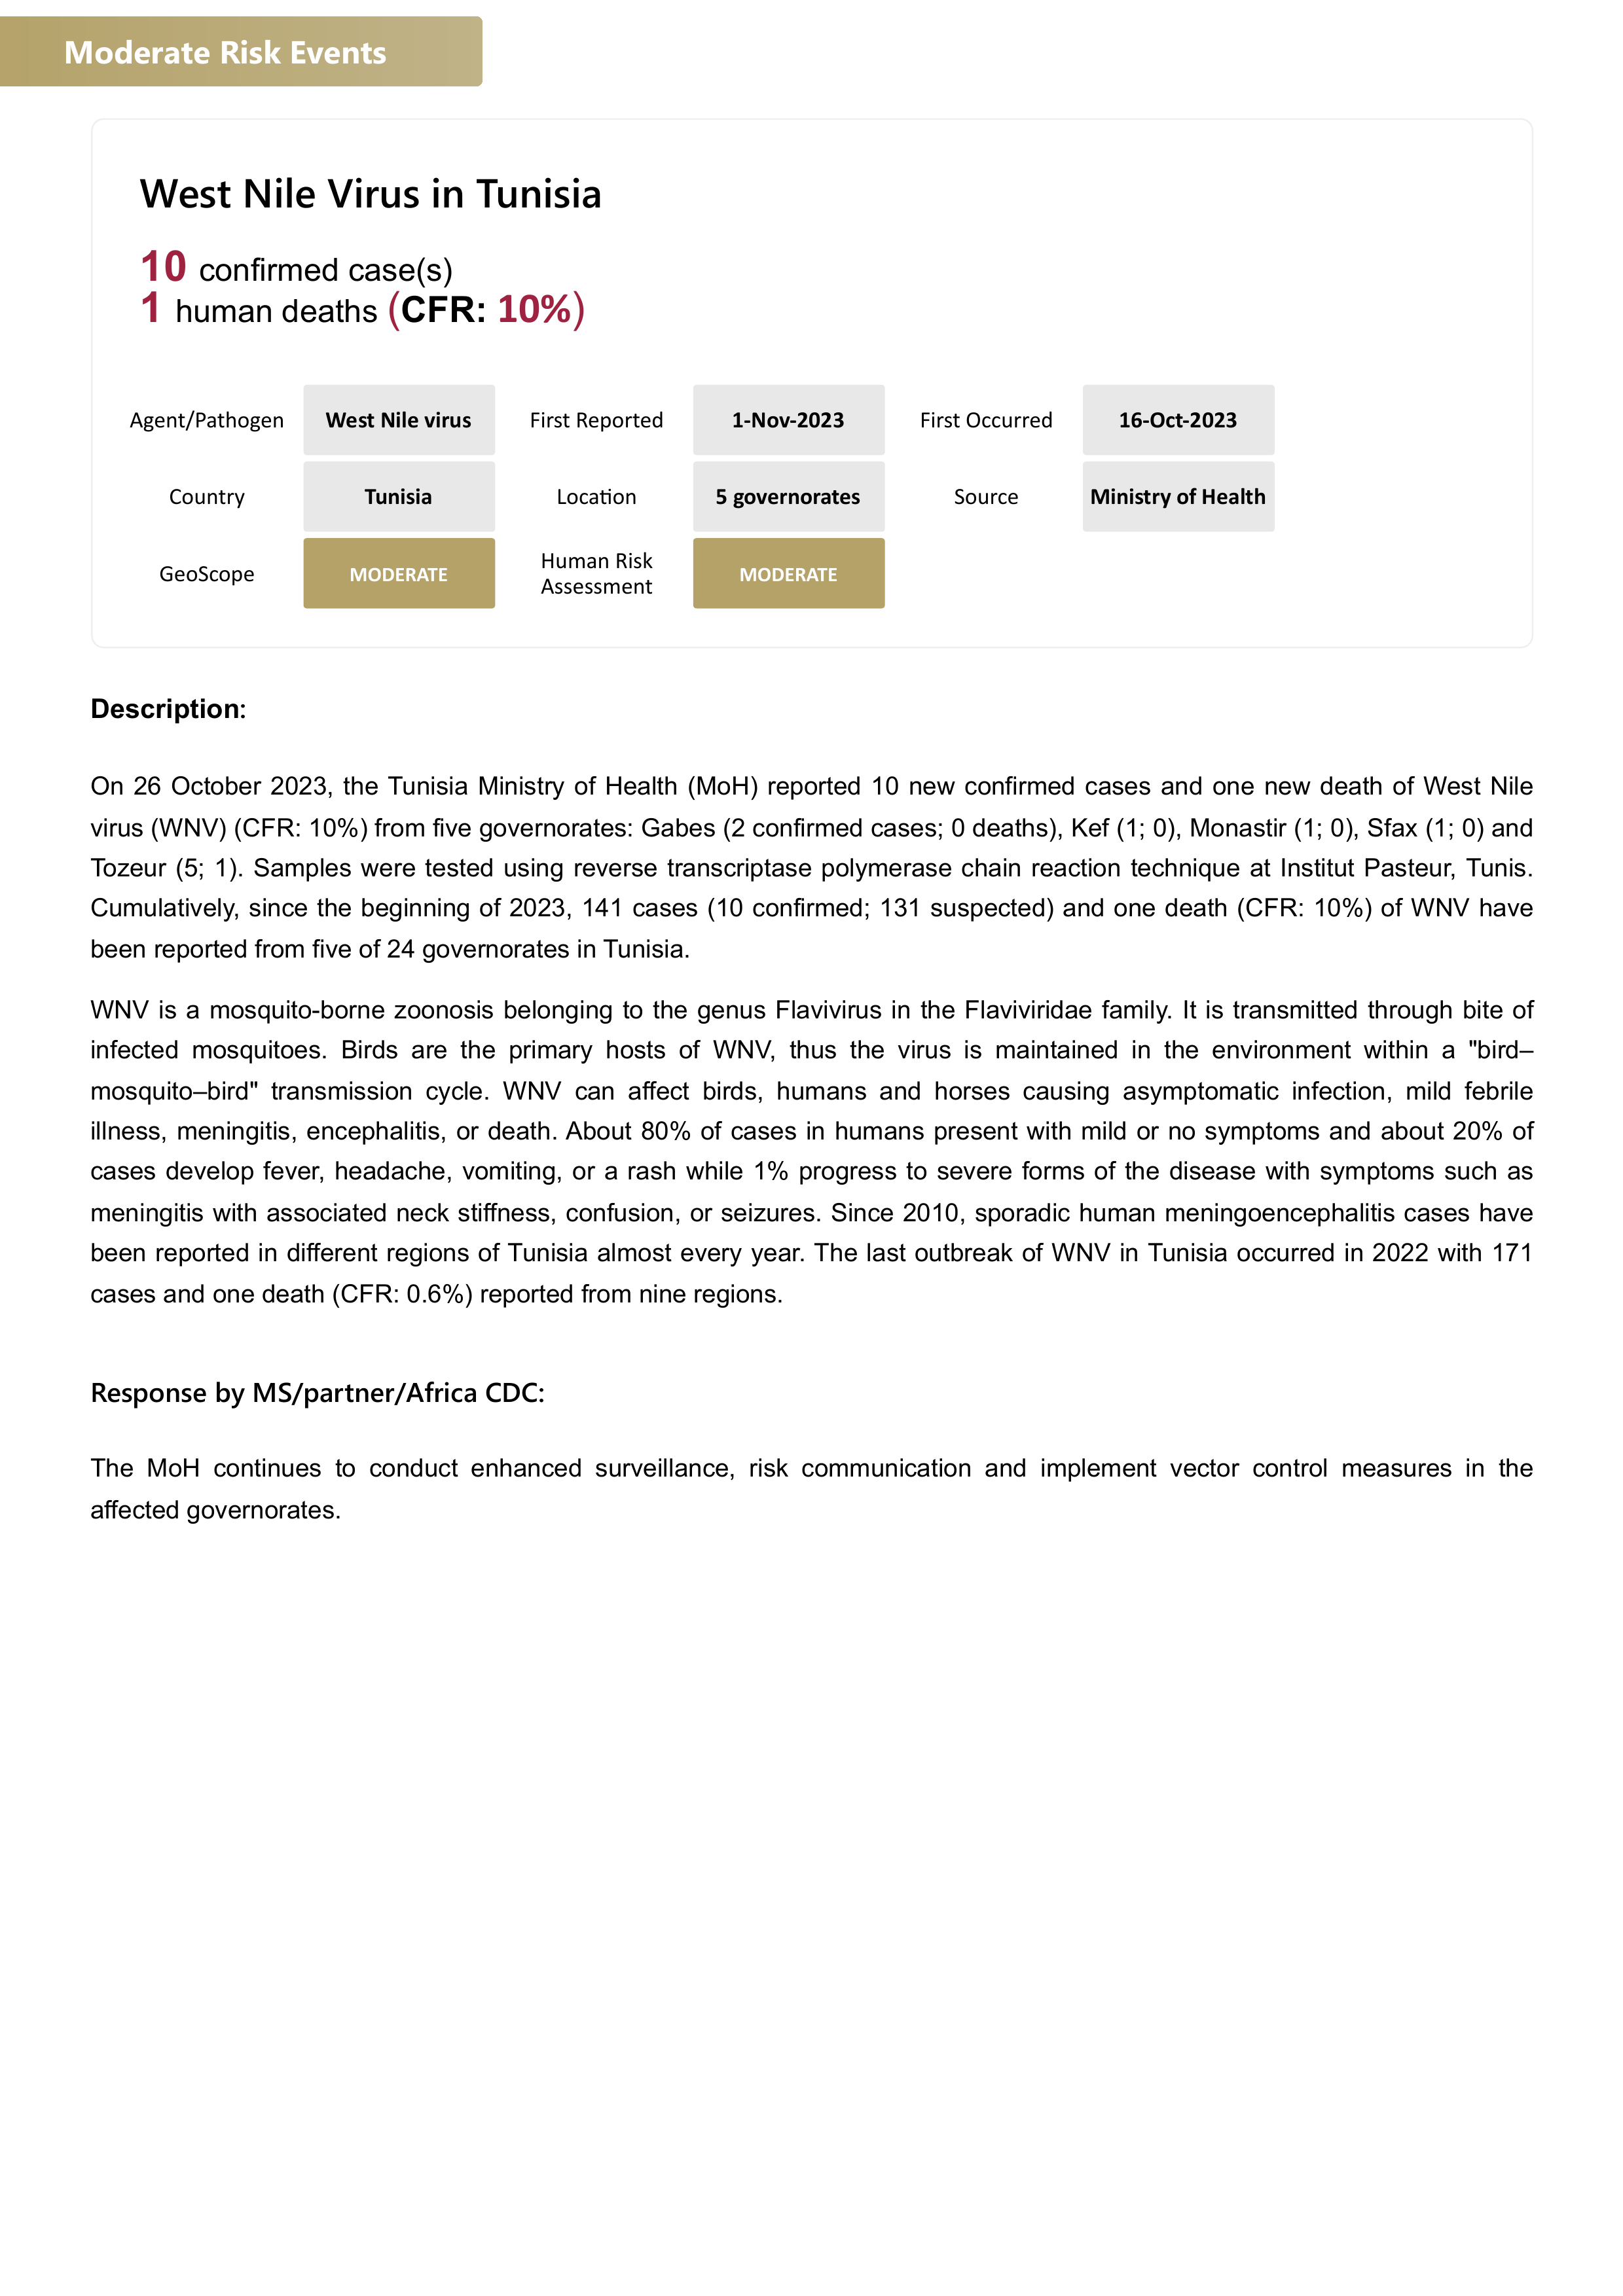 Moderate Risk Events
West Nile Virus in Tunisia
10 confirmed case(s)
1 human deaths (CFR: 10%)
Agent/Pathogen West Nile virus First Reported 1-Nov-2023 First Occurred 16-Oct-2023
Country Tunisia Location 5 governorates Source Ministry of Health
GeoScope MODERATE Human Risk Assessment MODERATE
Description:
On 26 October 2023, the Tunisia Ministry of Health (MoH) reported 10 new confirmed cases and one new death of West Nile
virus (WNV) (CFR: 10%) from five governorates: Gabes (2 confirmed cases; 0 deaths), Kef (1; 0), Monastir (1; 0), Sfax (1; 0) and
Tozeur (5; 1). Samples were tested using reverse transcriptase polymerase chain reaction technique at Institut Pasteur, Tunis.
Cumulatively, since the beginning of 2023, 141 cases (10 confirmed; 131 suspected) and one death (CFR: 10%) of WNV have
been reported from five of 24 governorates in Tunisia.
WNV is a mosquito-borne zoonosis belonging to the genus Flavivirus in the Flaviviridae family. It is transmitted through bite of
infected mosquitoes. Birds are the primary hosts of WNV, thus the virus is maintained in the environment within a "bird–
mosquito–bird" transmission cycle. WNV can affect birds, humans and horses causing asymptomatic infection, mild febrile
illness, meningitis, encephalitis, or death. About 80% of cases in humans present with mild or no symptoms and about 20% of
cases develop fever, headache, vomiting, or a rash while 1% progress to severe forms of the disease with symptoms such as
meningitis with associated neck stiffness, confusion, or seizures. Since 2010, sporadic human meningoencephalitis cases have
been reported in different regions of Tunisia almost every year. The last outbreak of WNV in Tunisia occurred in 2022 with 171
cases and one death (CFR: 0.6%) reported from nine regions.
Response by MS/partner/Africa CDC:
The MoH continues to conduct enhanced surveillance, risk communication and implement vector control measures in the
affected governorates.